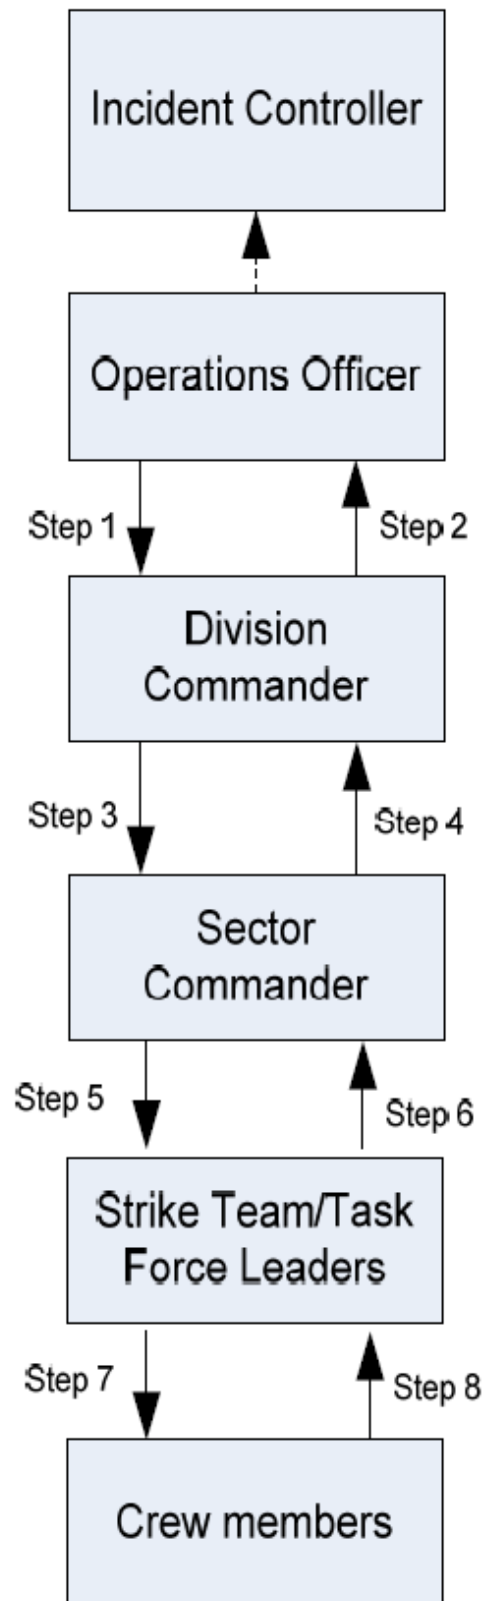 Incident Controller
Operations Officer
Step 1
Step 2
Division
Commander
Step 3
Step 4
Sector
Commander
Step 5
Step 6
Strike Team/Task
Force Leaders
Step 7
Step 8
Crew members